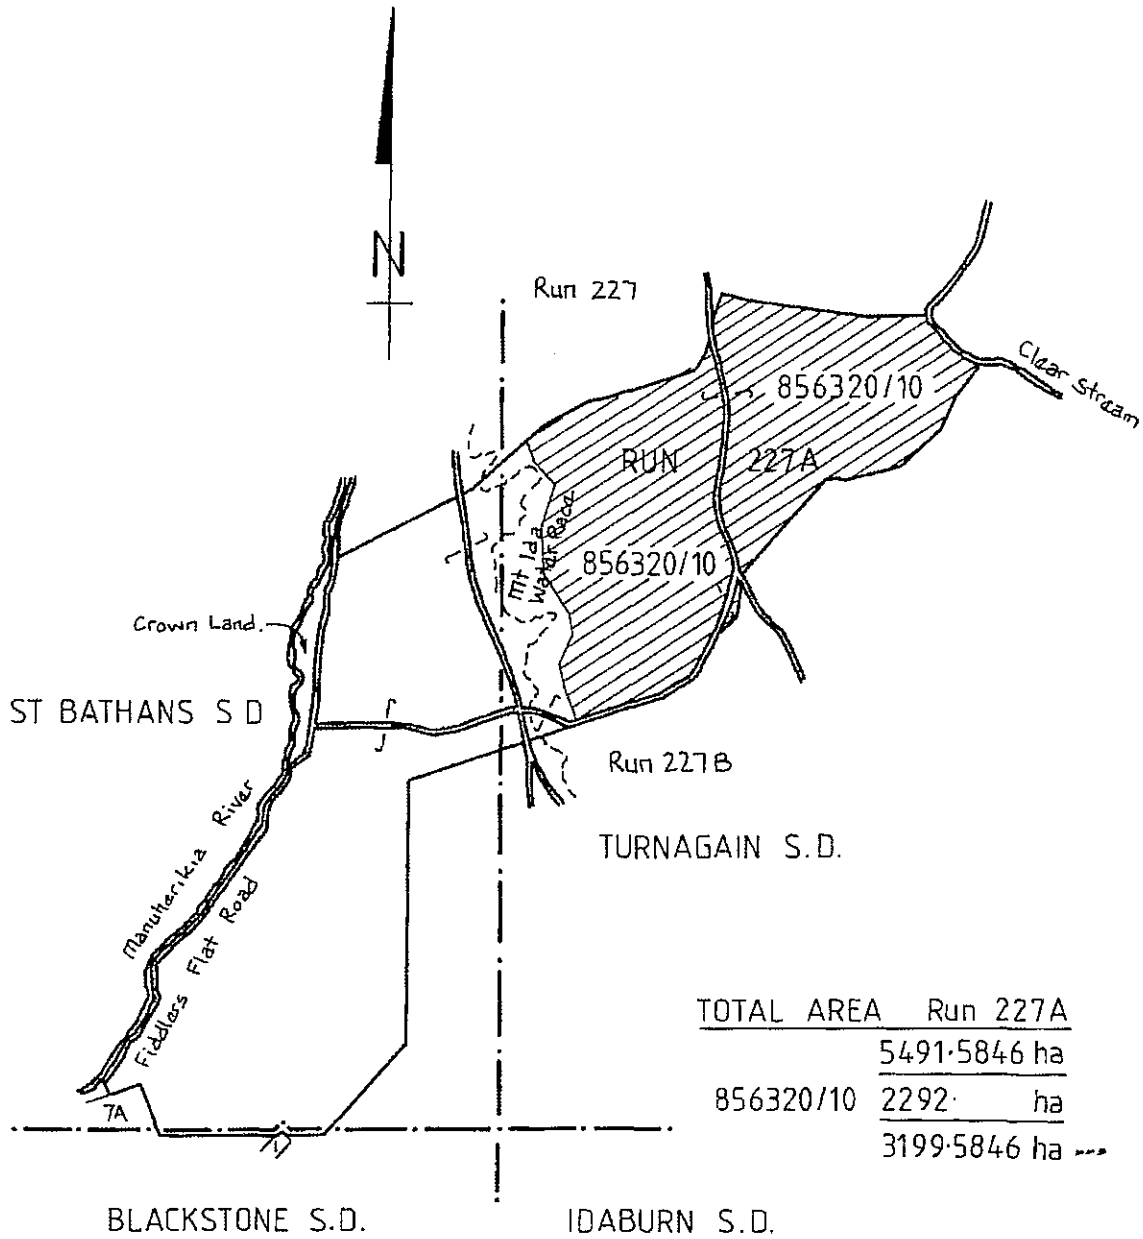 N
Run 227
Clear Stream
856320/10
RUN 227A
Mt Ida
Water Race
856320/10
Crown Land.
ST BATHANS S D
Run 227B
TURNAGAIN S.D.
Manuherikia River
Fiddlers Flat Road
TOTAL AREA Run 227A
5491·5846 ha
856320/10 2292· ha
3199·5846 ha
7A
BLACKSTONE S.D.
IDABURN S.D.